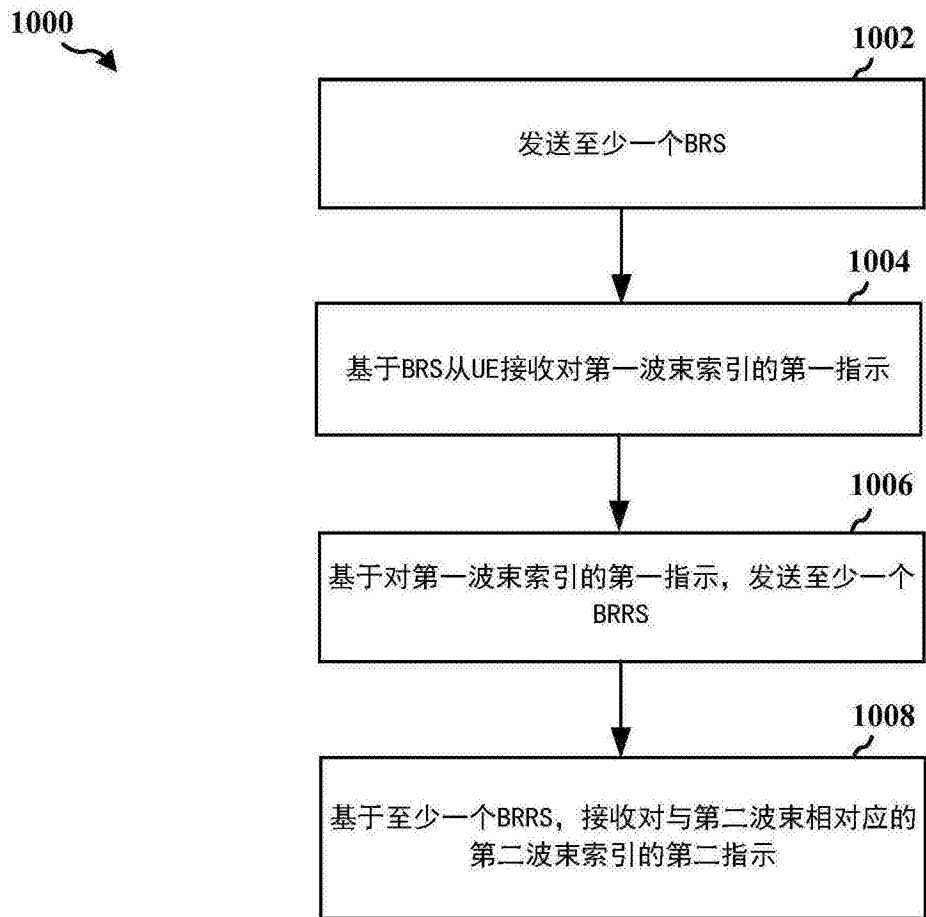 1000
1002
发送至少一个BRS
1004
基于BRS从UE接收对第一波束索引的第一指示
1006
基于对第一波束索引的第一指示，发送至少一个
BRRS
1008
基于至少一个BRRS，接收对与第二波束相对应的
第二波束索引的第二指示